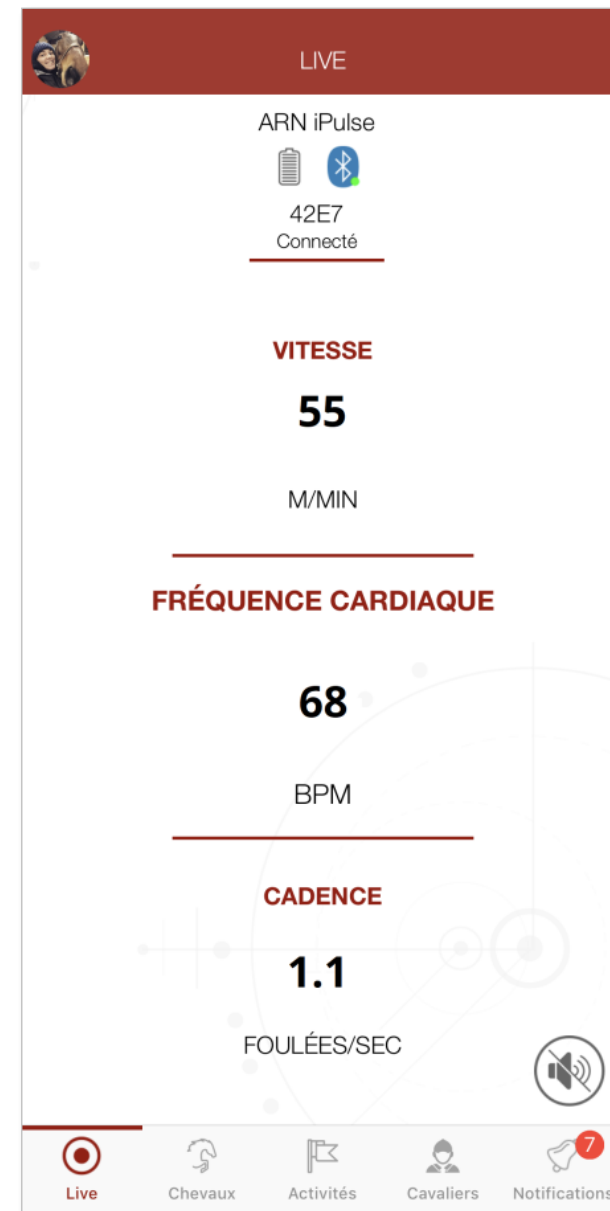 LIVE
ARN iPulse
42E7
Connecté
VITESSE
55
M/MIN
FRÉQUENCE CARDIAQUE
68
BPM
CADENCE
1.1
FOULÉES/SEC
7
Live Chevaux Activités Cavaliers Notifications